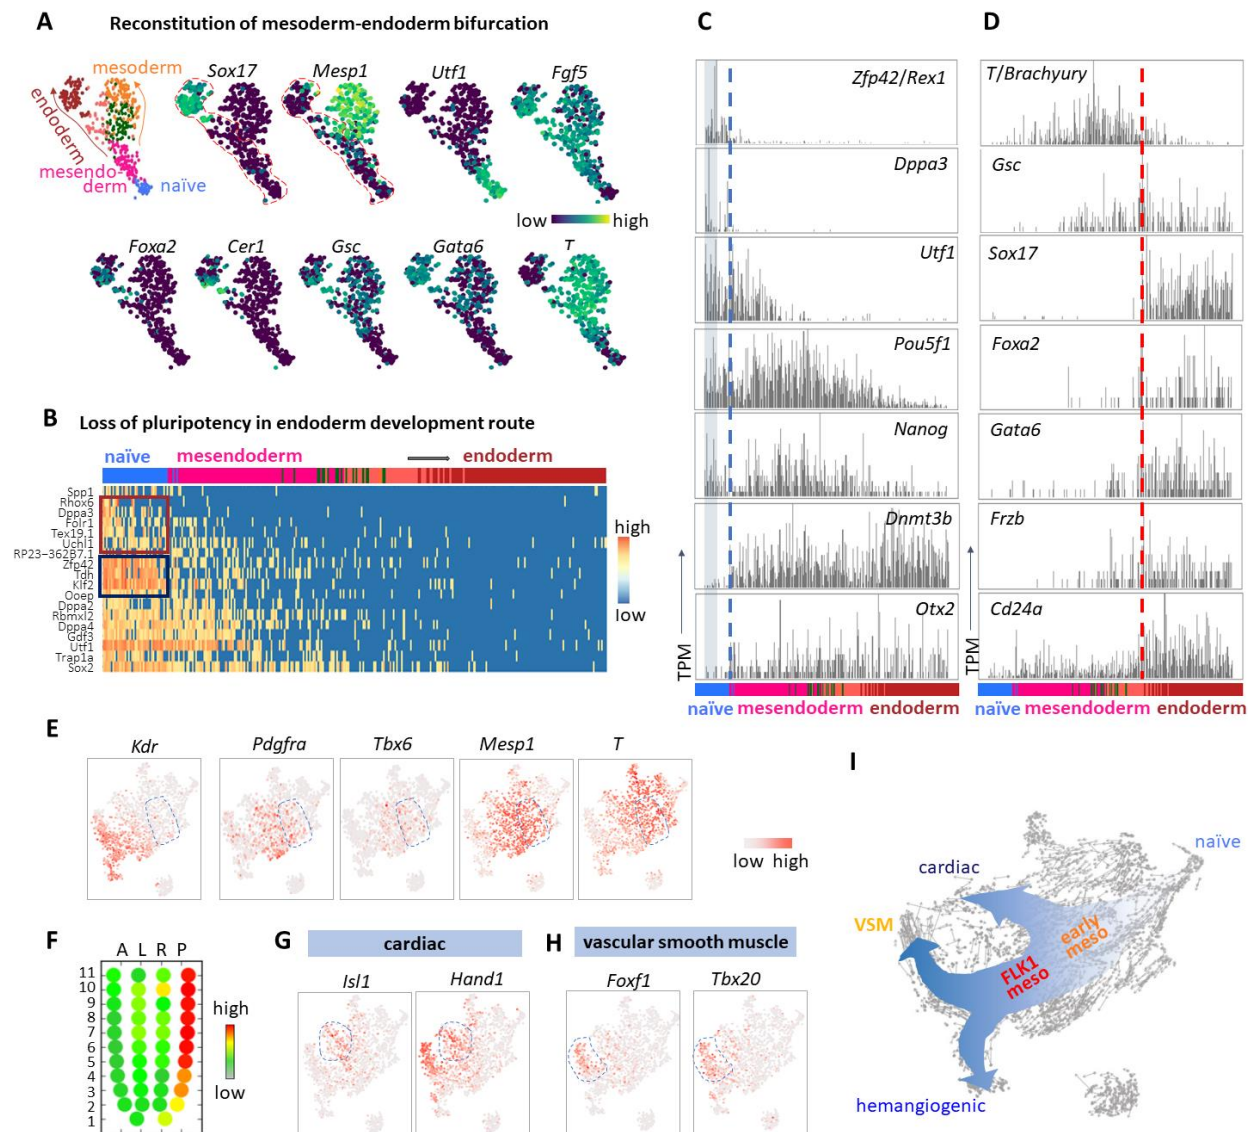 A Reconstitution of mesoderm-endoderm bifurcation
mesoderm
endoderm
mesendo-
derm
naïve
Sox17 Mesp1 Utf1 Fgf5
low high
Foxa2 Cer1 Gsc Gata6 T
B Loss of pluripotency in endoderm development route
naïve mesendoderm endoderm
Spp1
Rhox6
Dppa3
Folr1
Tex19.1
Uchl1
RP23-362B7.1
Zfp42
Tdh
Klf2
Ooep
Dppa2
Rbmxl2
Dppa4
Gdf3
Utf1
Trap1a
Sox2
high
low
C
Zfp42/Rex1
Dppa3
Utf1
Pou5f1
Nanog
Dnmt3b
Otx2
TPM
naïve mesendoderm endoderm
D
T/Brachyury
Gsc
Sox17
Foxa2
Gata6
Frzb
Cd24a
TPM
naïve mesendoderm endoderm
E
Kdr Pdgfra Tbx6 Mesp1 T
low high
F
A L R P
11
10
9
8
7
6
5
4
3
2
1
high
low
G cardiac
Isl1 Hand1
H vascular smooth muscle
Foxf1 Tbx20
I
naïve
cardiac
VSM
early
meso
FLK1
meso
hemangiogenic